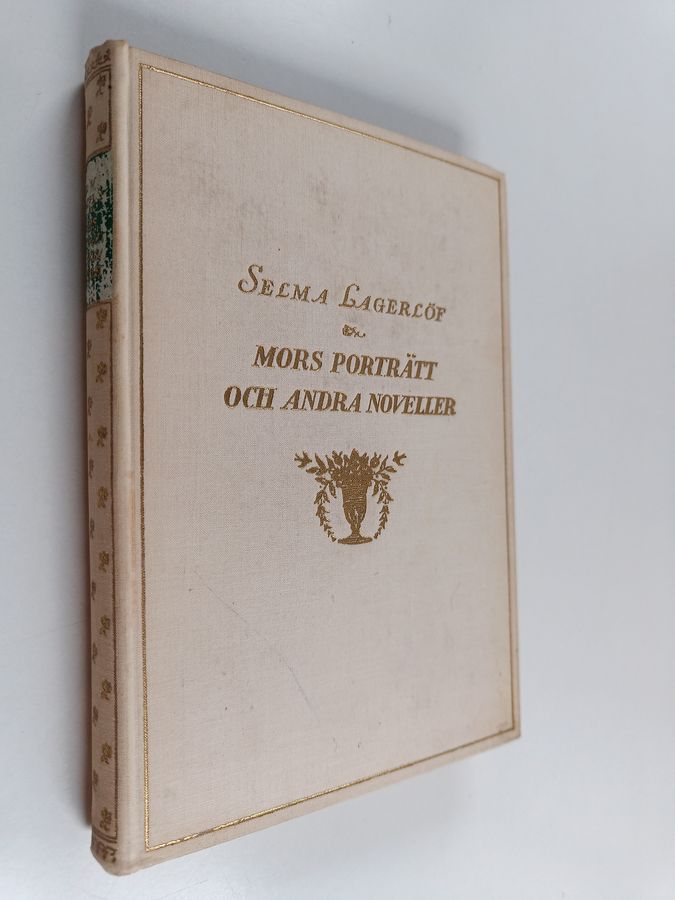 SELMA LAGERLÖF
MORS PORTRÄTT
OCH ANDRA NOVELLER